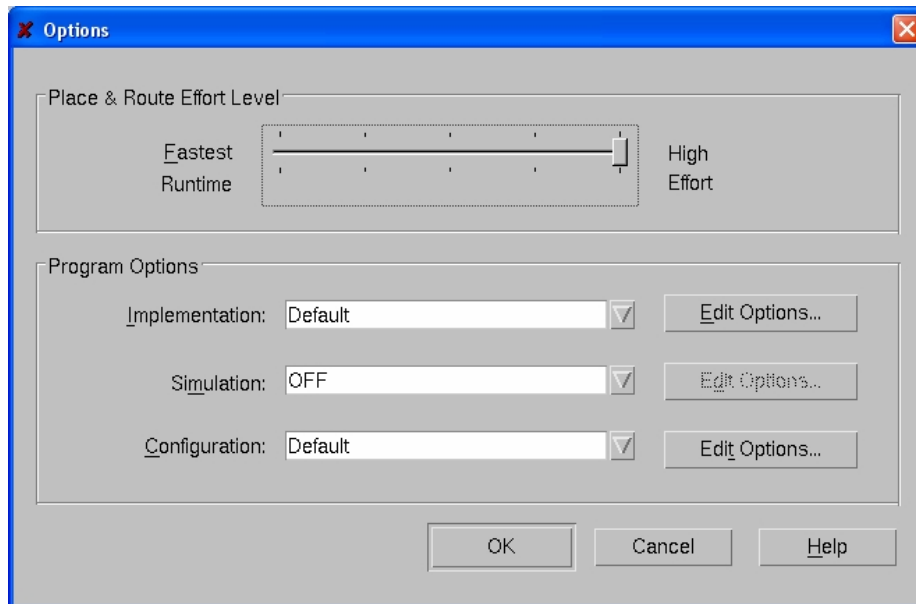 Options
Place & Route Effort Level
Fastest
Runtime
High
Effort
Program Options
Implementation: Default Edit Options...
Simulation: OFF Edit Options...
Configuration: Default Edit Options...
OK Cancel Help